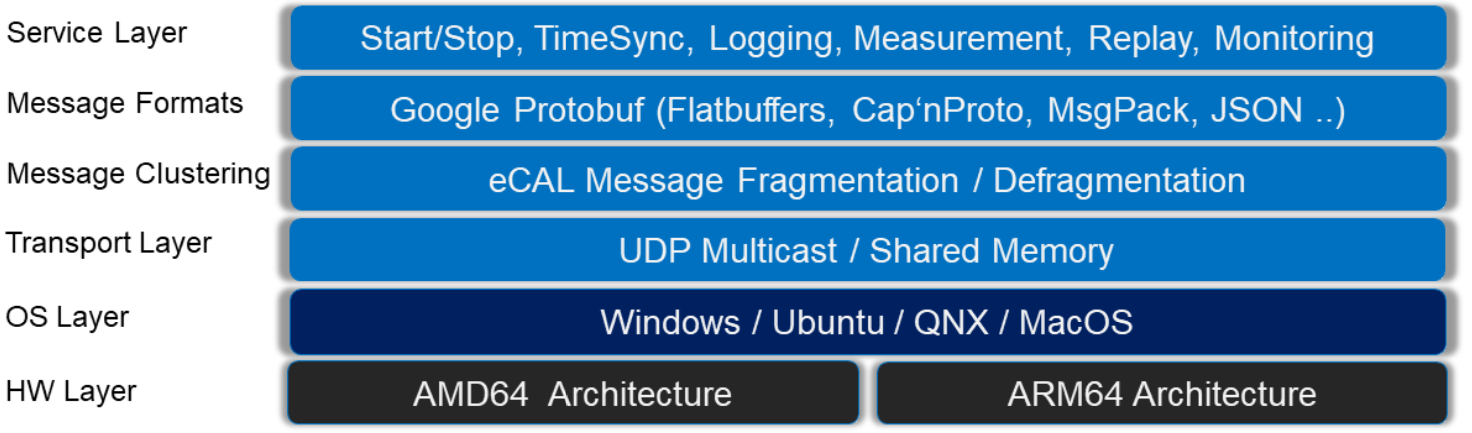 Service Layer
Start/Stop, TimeSync, Logging, Measurement, Replay, Monitoring
Message Formats
Google Protobuf (Flatbuffers, Cap‘nProto, MsgPack, JSON ..)
Message Clustering
eCAL Message Fragmentation / Defragmentation
Transport Layer
UDP Multicast / Shared Memory
OS Layer
Windows / Ubuntu / QNX / MacOS
HW Layer
AMD64 Architecture
ARM64 Architecture